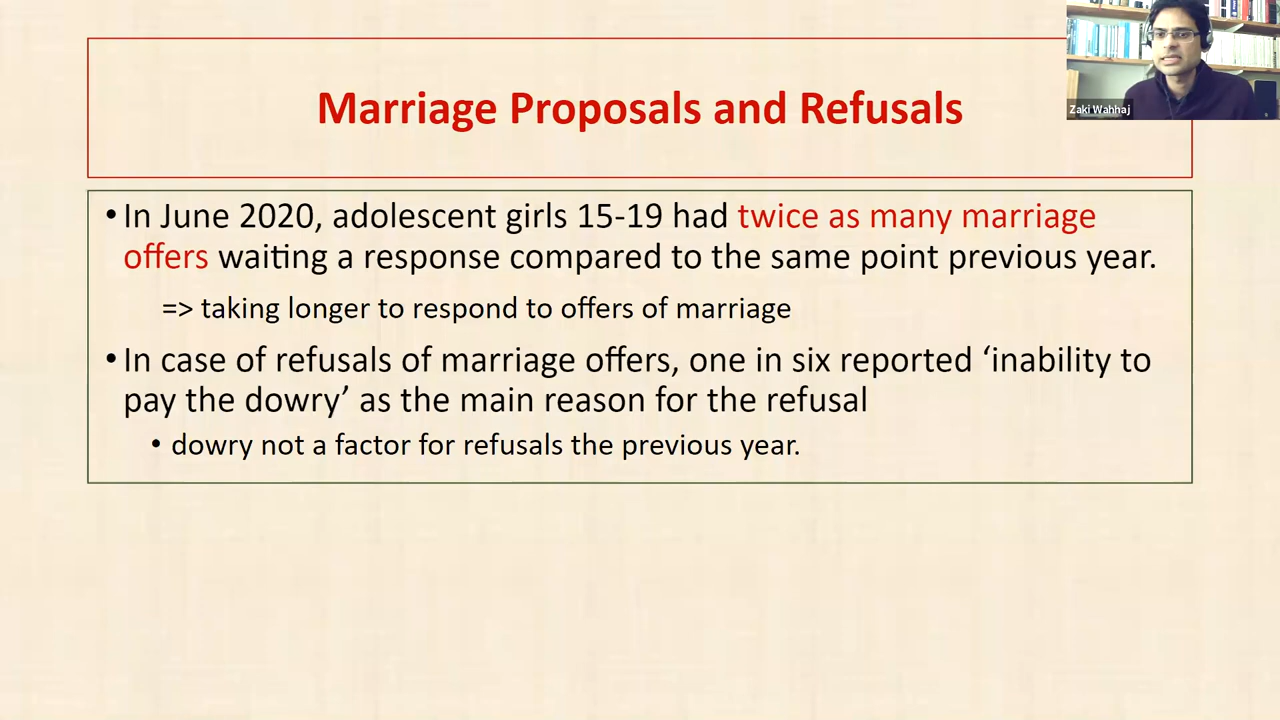 Zaki Wahhaj
Marriage Proposals and Refusals
• In June 2020, adolescent girls 15-19 had twice as many marriage
offers waiting a response compared to the same point previous year.
=> taking longer to respond to offers of marriage
• In case of refusals of marriage offers, one in six reported ‘inability to
pay the dowry’ as the main reason for the refusal
• dowry not a factor for refusals the previous year.